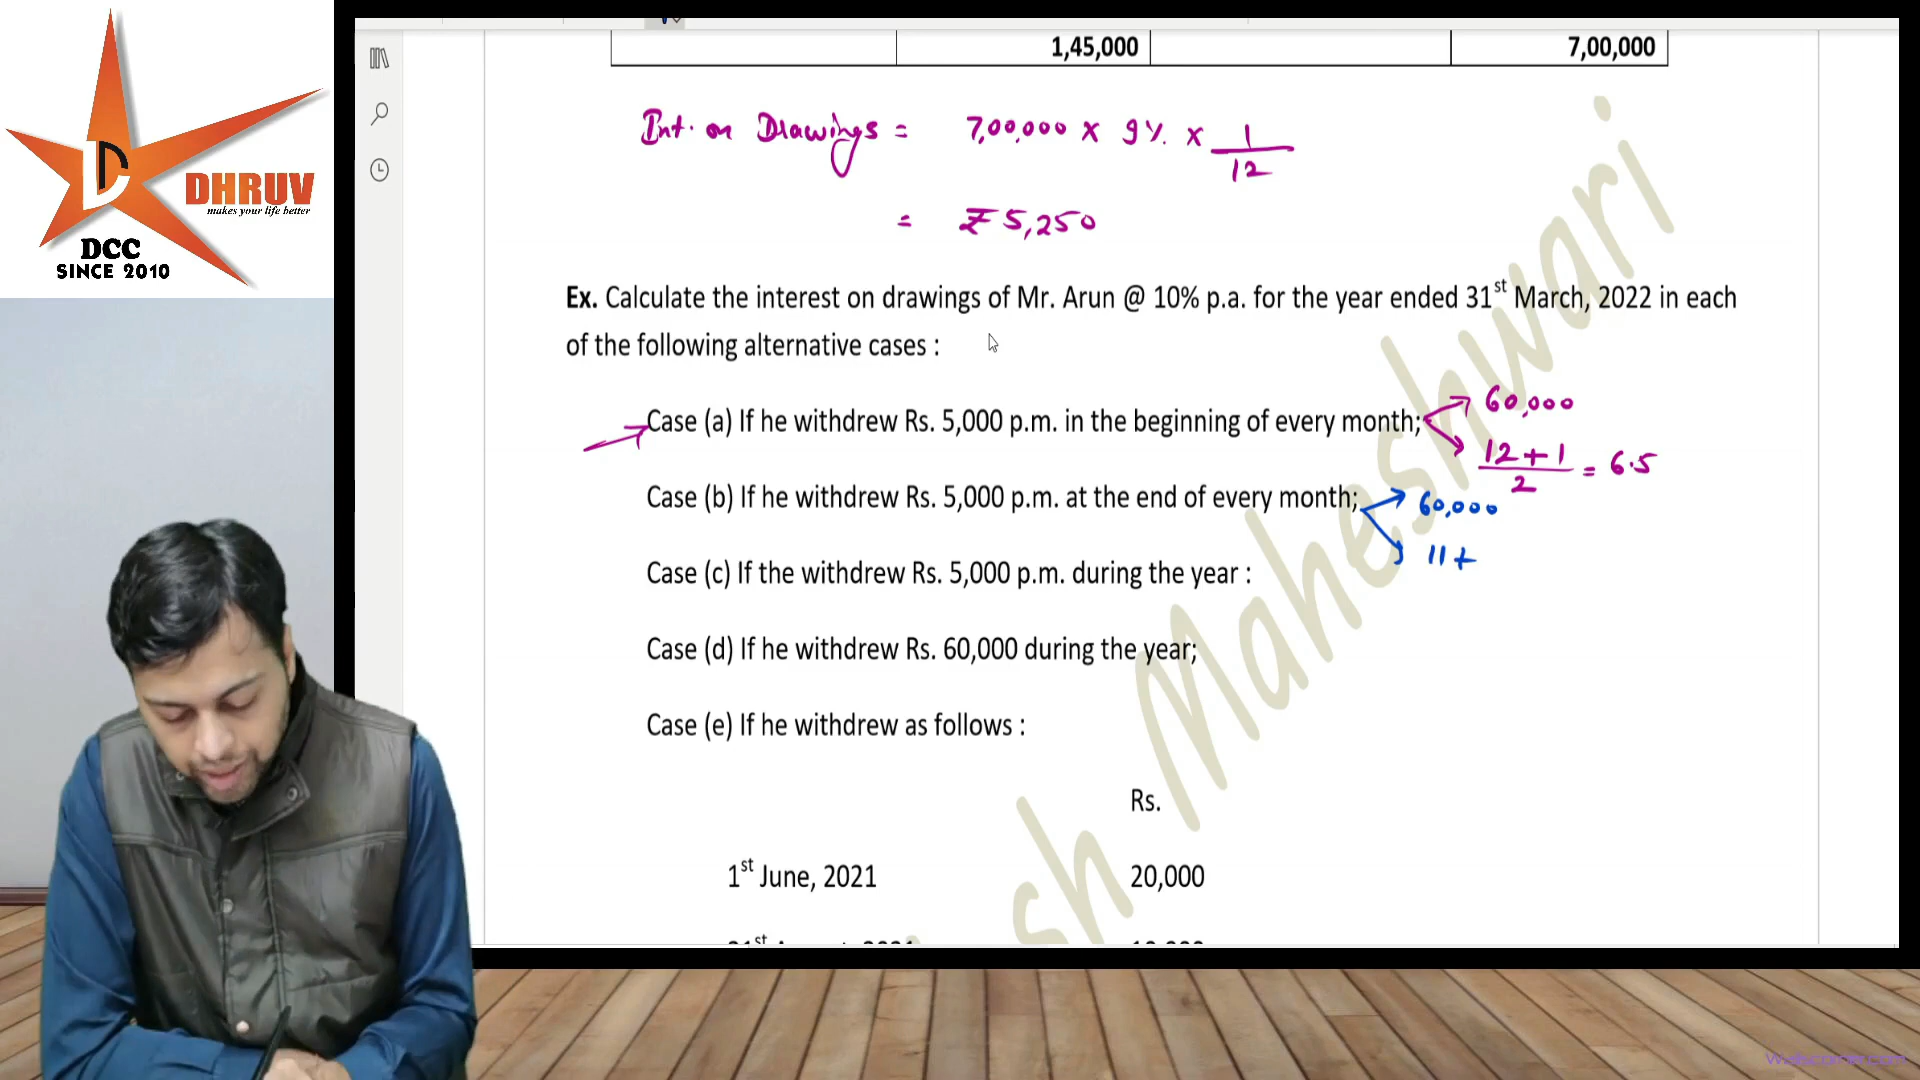 DHRUV
makes your life better
DCC
SINCE 2010
1,45,000 7,00,000
Int. on Drawings = 7,00,000 x 9% x 1/12
= ₹ 5,250
Ex. Calculate the interest on drawings of Mr. Arun @ 10% p.a. for the year ended 31st March, 2022 in each
of the following alternative cases :
Case (a) If he withdrew Rs. 5,000 p.m. in the beginning of every month;
60,000
12+1/2 = 6.5
Case (b) If he withdrew Rs. 5,000 p.m. at the end of every month;
60,000
11+
Case (c) If the withdrew Rs. 5,000 p.m. during the year :
Case (d) If he withdrew Rs. 60,000 during the year;
Case (e) If he withdrew as follows :
Rs.
1st June, 2021 20,000
sh Maheshwari